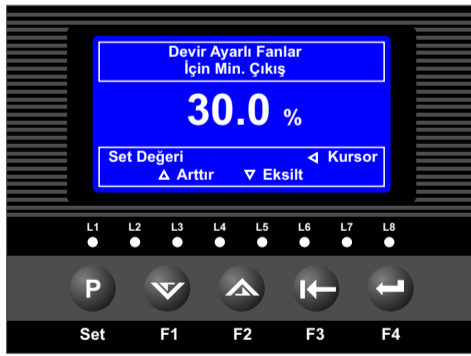 Devir Ayarlı Fanlar
İçin Min. Çıkış
30.0 %
Set Değeri ◁ Kursor
△ Arttır ▽ Eksilt
L1 L2 L3 L4 L5 L6 L7 L8
P
Set F1 F2 F3 F4